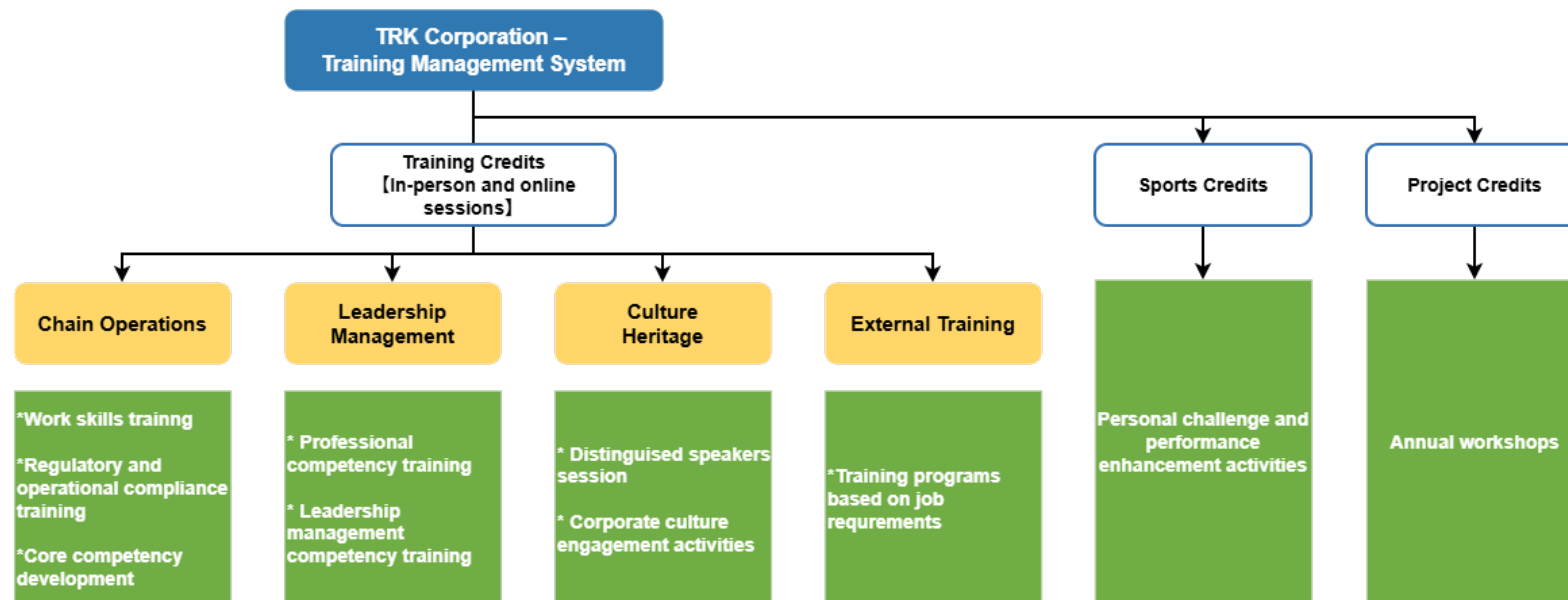 TRK Corporation –
Training Management System
Training Credits
【In-person and online
sessions】
Sports Credits
Project Credits
Chain Operations
Leadership
Management
Culture
Heritage
External Training
*Work skills trainng
*Regulatory and
operational compliance
training
*Core competency
development
* Professional
competency training
* Leadership
management
competency training
* Distinguised speakers
session
* Corporate culture
engagement activities
*Training programs
based on job
requrements
Personal challenge and
performance
enhancement activities
Annual workshops